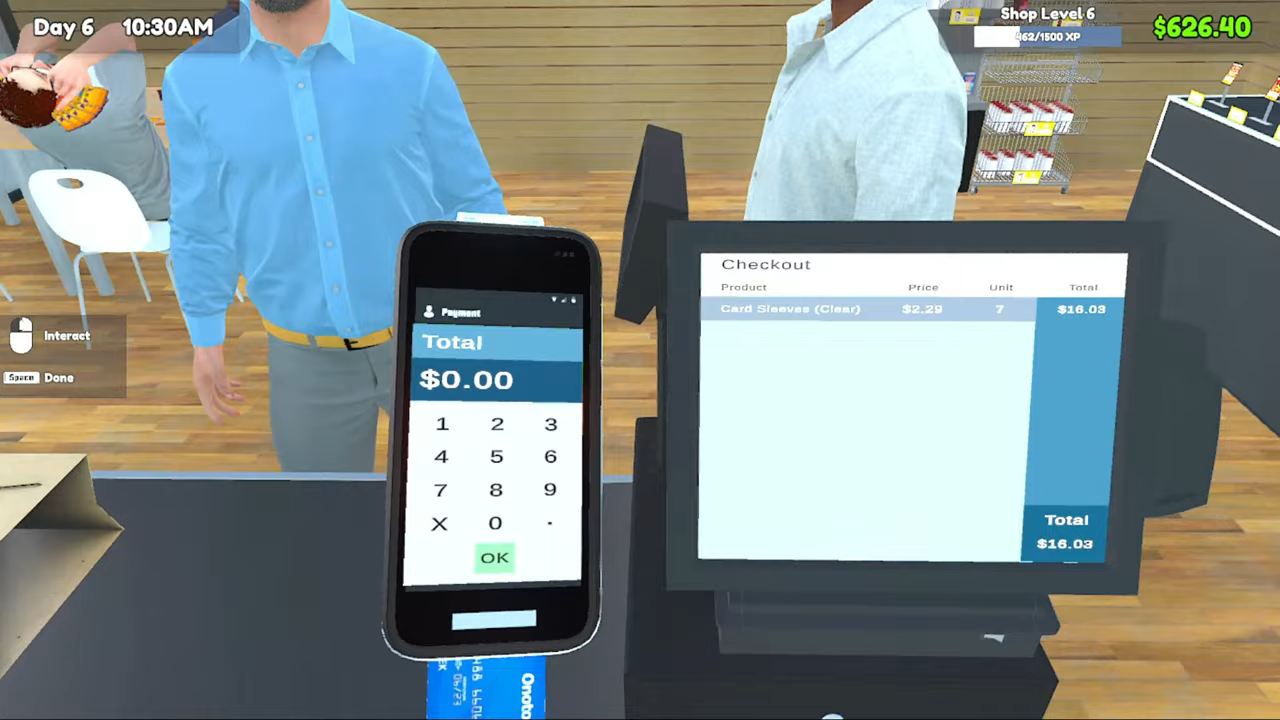 Day 6 10:30AM
Shop Level 6
462/1500 XP
$626.40
Interact
Space Done
Payment
Total
$0.00
1 2 3
4 5 6
7 8 9
X 0 .
OK
Checkout
Product Price Unit Total
Card Sleeves (Clear) $2.29 7 $16.03
Total
$16.03